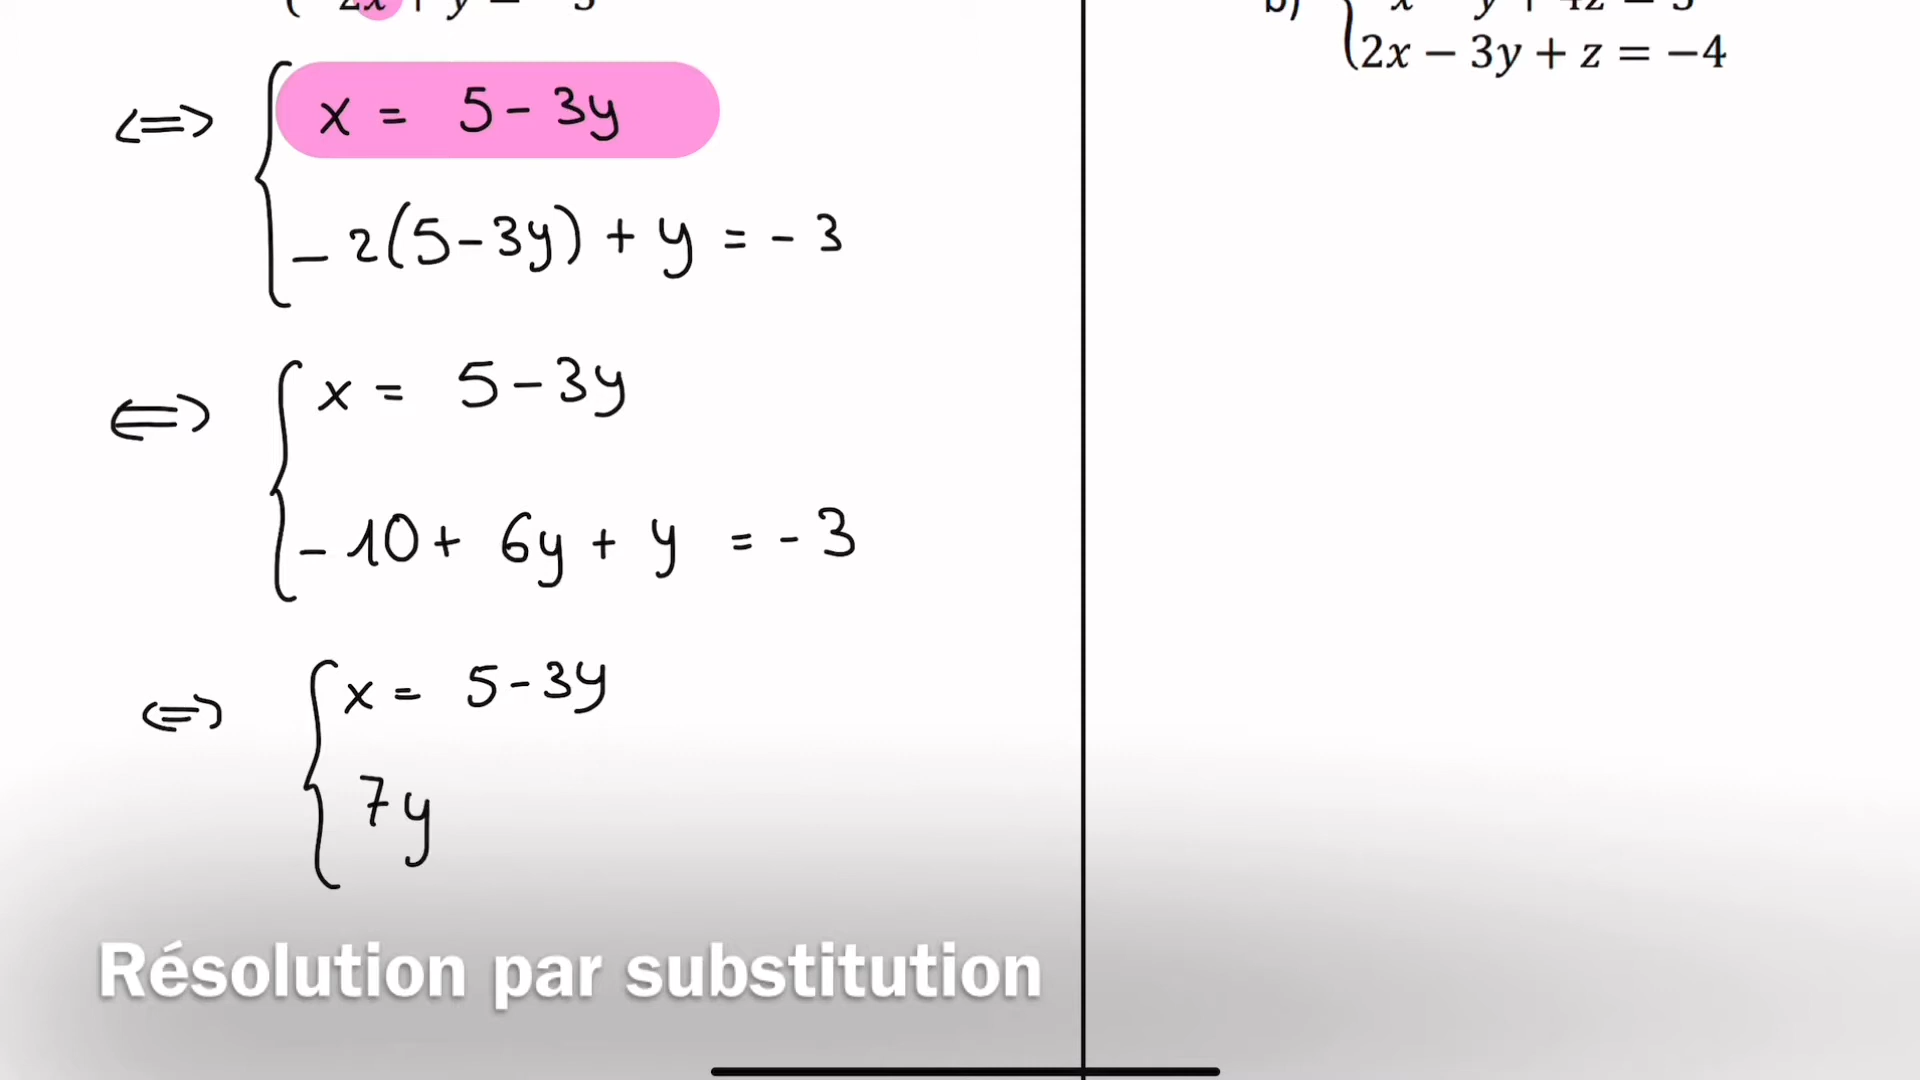 ⟺ { x = 5 - 3y
- 2(5-3y) + y = - 3
⟺ { x = 5 - 3y
- 10 + 6y + y = - 3
⟺ { x = 5 - 3y
7y
Résolution par substitution
2x - 3y + z = -4